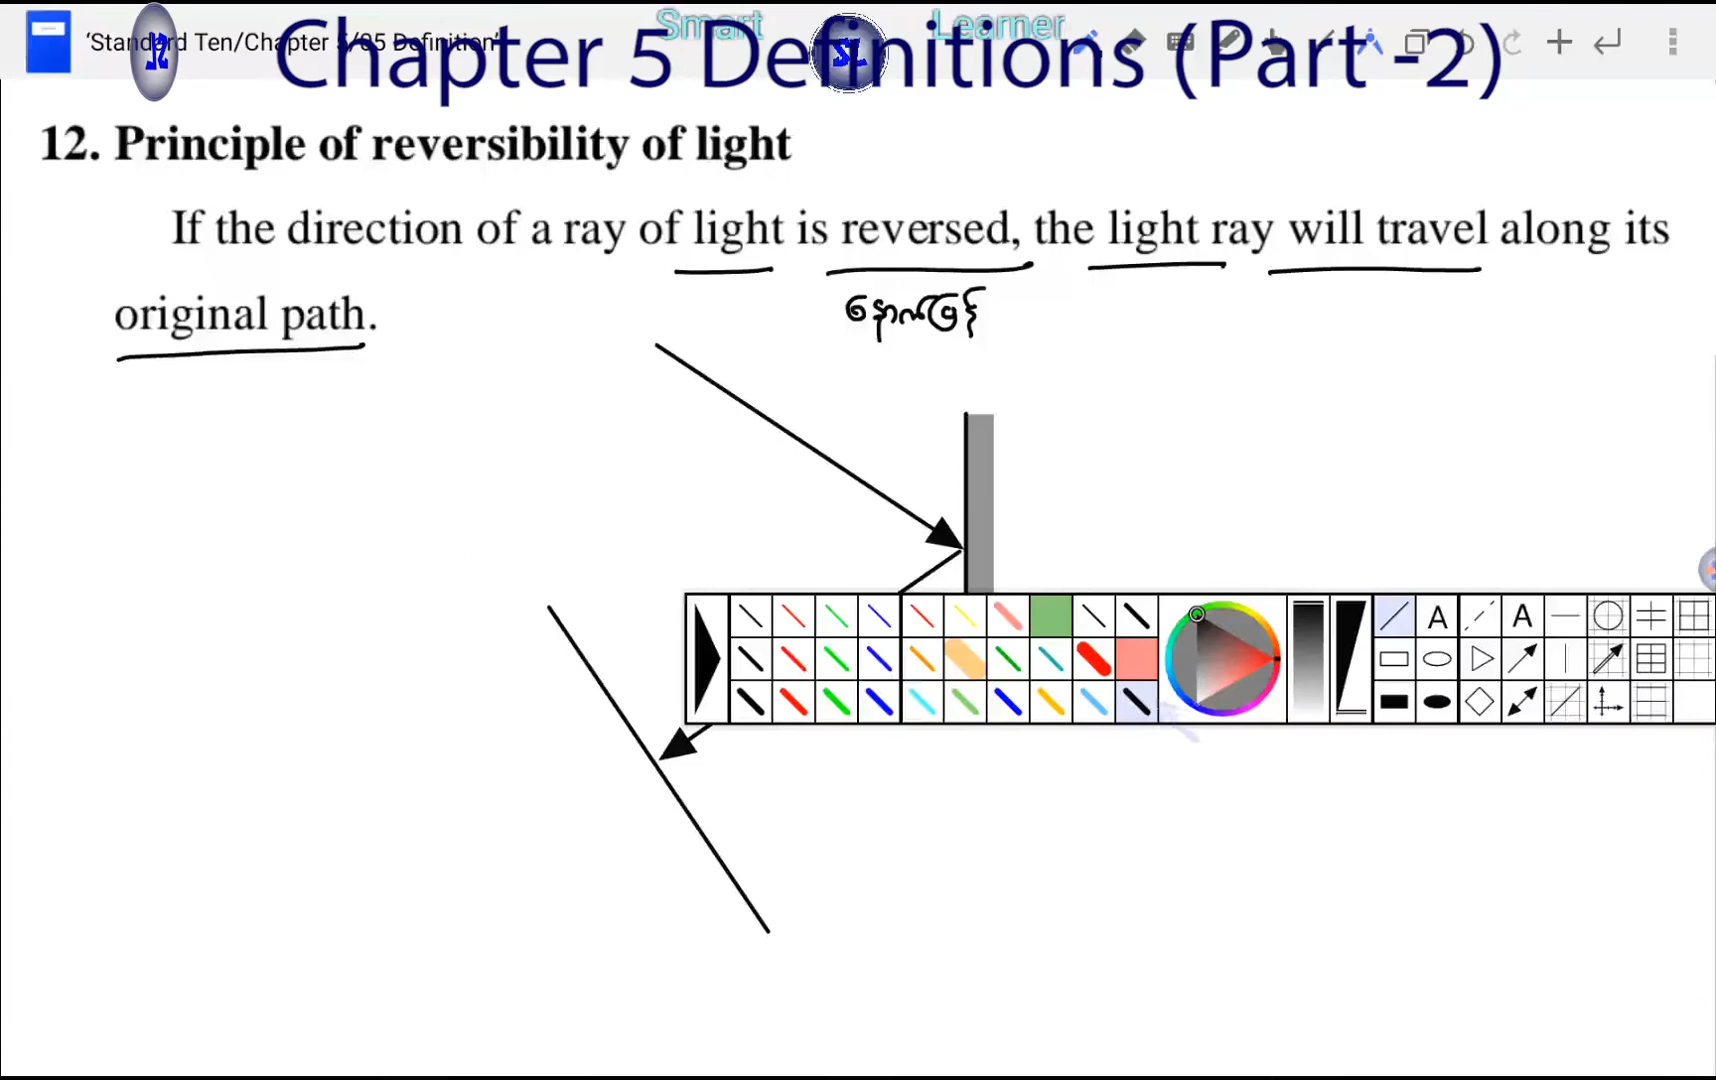 Smart Learner
'Standard Ten/Chapter 5/05 Definition'
Chapter 5 Definitions (Part -2)
SL
12. Principle of reversibility of light
If the direction of a ray of light is reversed, the light ray will travel along its
original path.
နောက်ပြန်
A A